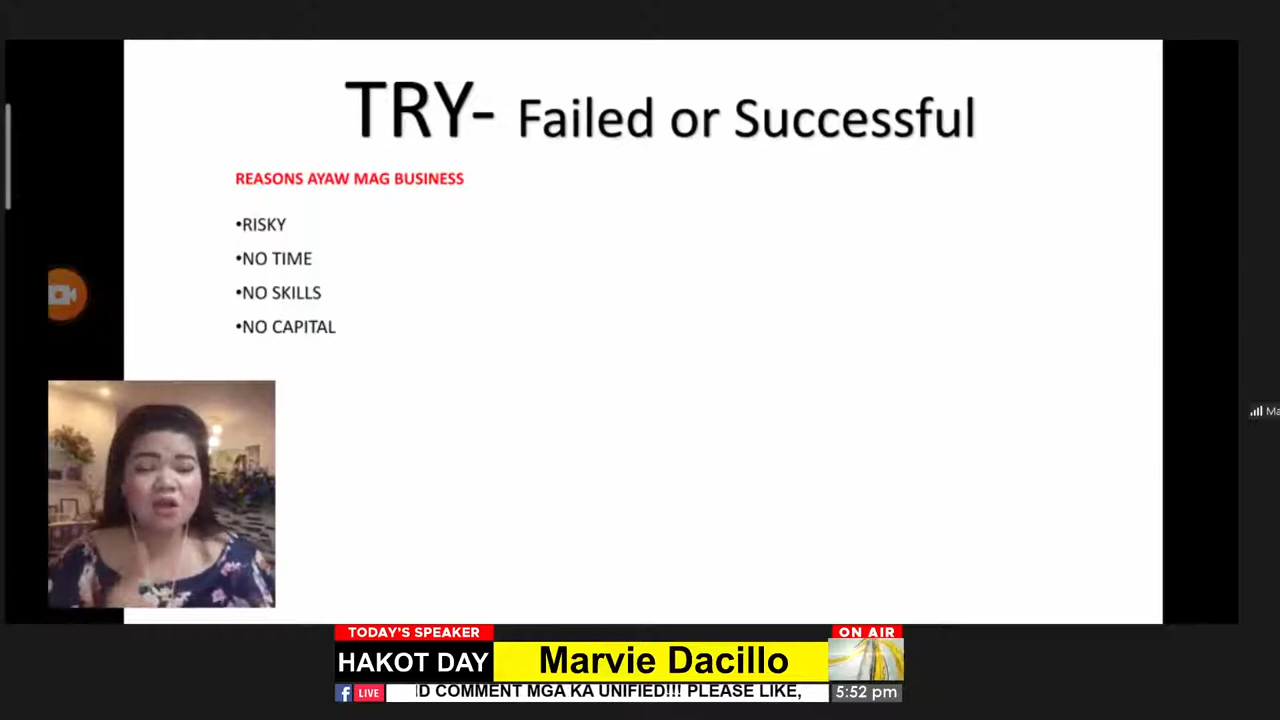 TRY- Failed or Successful
REASONS AYAW MAG BUSINESS
•RISKY
•NO TIME
•NO SKILLS
•NO CAPITAL
Ma
TODAY'S SPEAKER
ON AIR
HAKOT DAY
Marvie Dacillo
f LIVE
COMMENT MGA KA UNIFIED!!! PLEASE LIKE,
5:52 pm